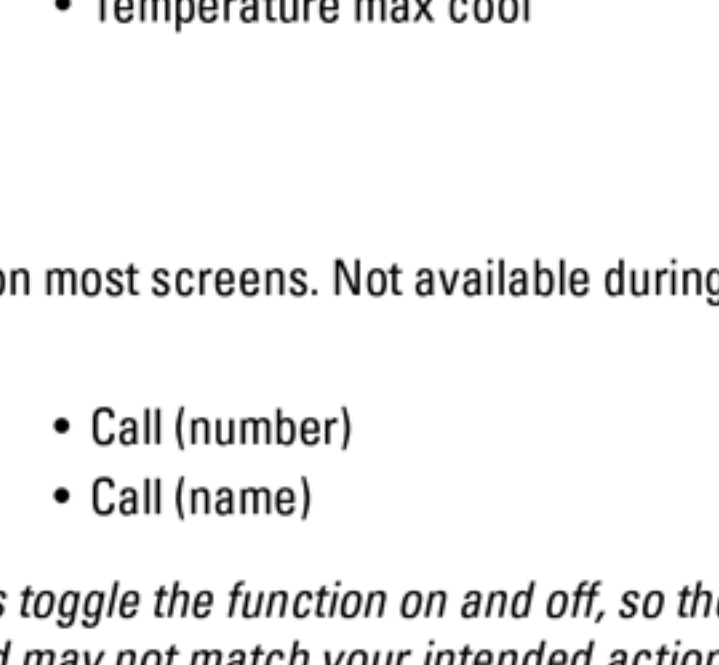 • Temperature max cool
on most screens. Not available during
• Call (number)
• Call (name)
s toggle the function on and off, so the
d may not match your intended action